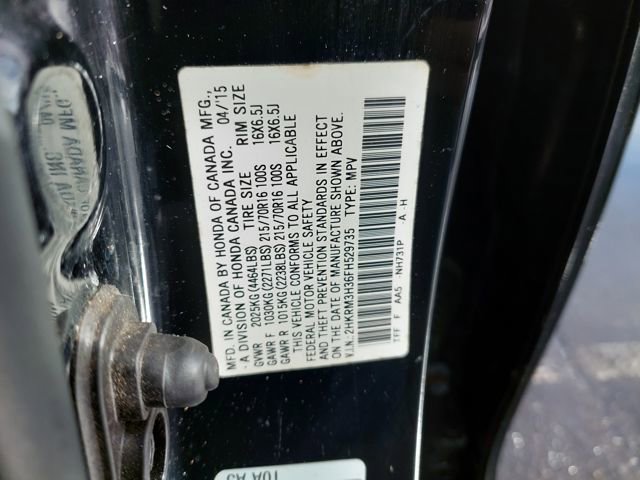 MFD. IN CANADA BY HONDA OF CANADA MFG.,
- A DIVISION OF HONDA CANADA INC. 04/15
TIRE SIZE RIM SIZE
GVWR 2025KG (4464LBS)
GAWR F 1030KG (2271LBS) 215/70R16 100S 16X6.5J
GAWR R 1015KG (2238LBS) 215/70R16 100S 16X6.5J
THIS VEHICLE CONFORMS TO ALL APPLICABLE
FEDERAL MOTOR VEHICLE SAFETY
AND THEFT PREVENTION STANDARDS IN EFFECT
ON THE DATE OF MANUFACTURE SHOWN ABOVE.
V.I.N.:2HKRM3H36FH529735 TYPE: MPV
TFF F AA5 NH731P A -H
CANADA MFG.